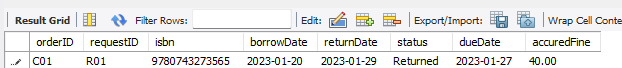 Result Grid Filter Rows: Edit: Export/Import: Wrap Cell Conte
orderID requestID isbn borrowDate returnDate status dueDate accuredFine
C01 R01 9780743273565 2023-01-20 2023-01-29 Returned 2023-01-27 40.00